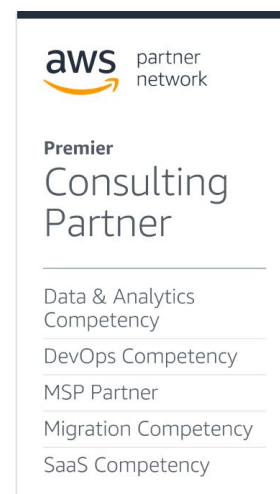 aws partner
network
Premier
Consulting
Partner
Data & Analytics
Competency
DevOps Competency
MSP Partner
Migration Competency
SaaS Competency